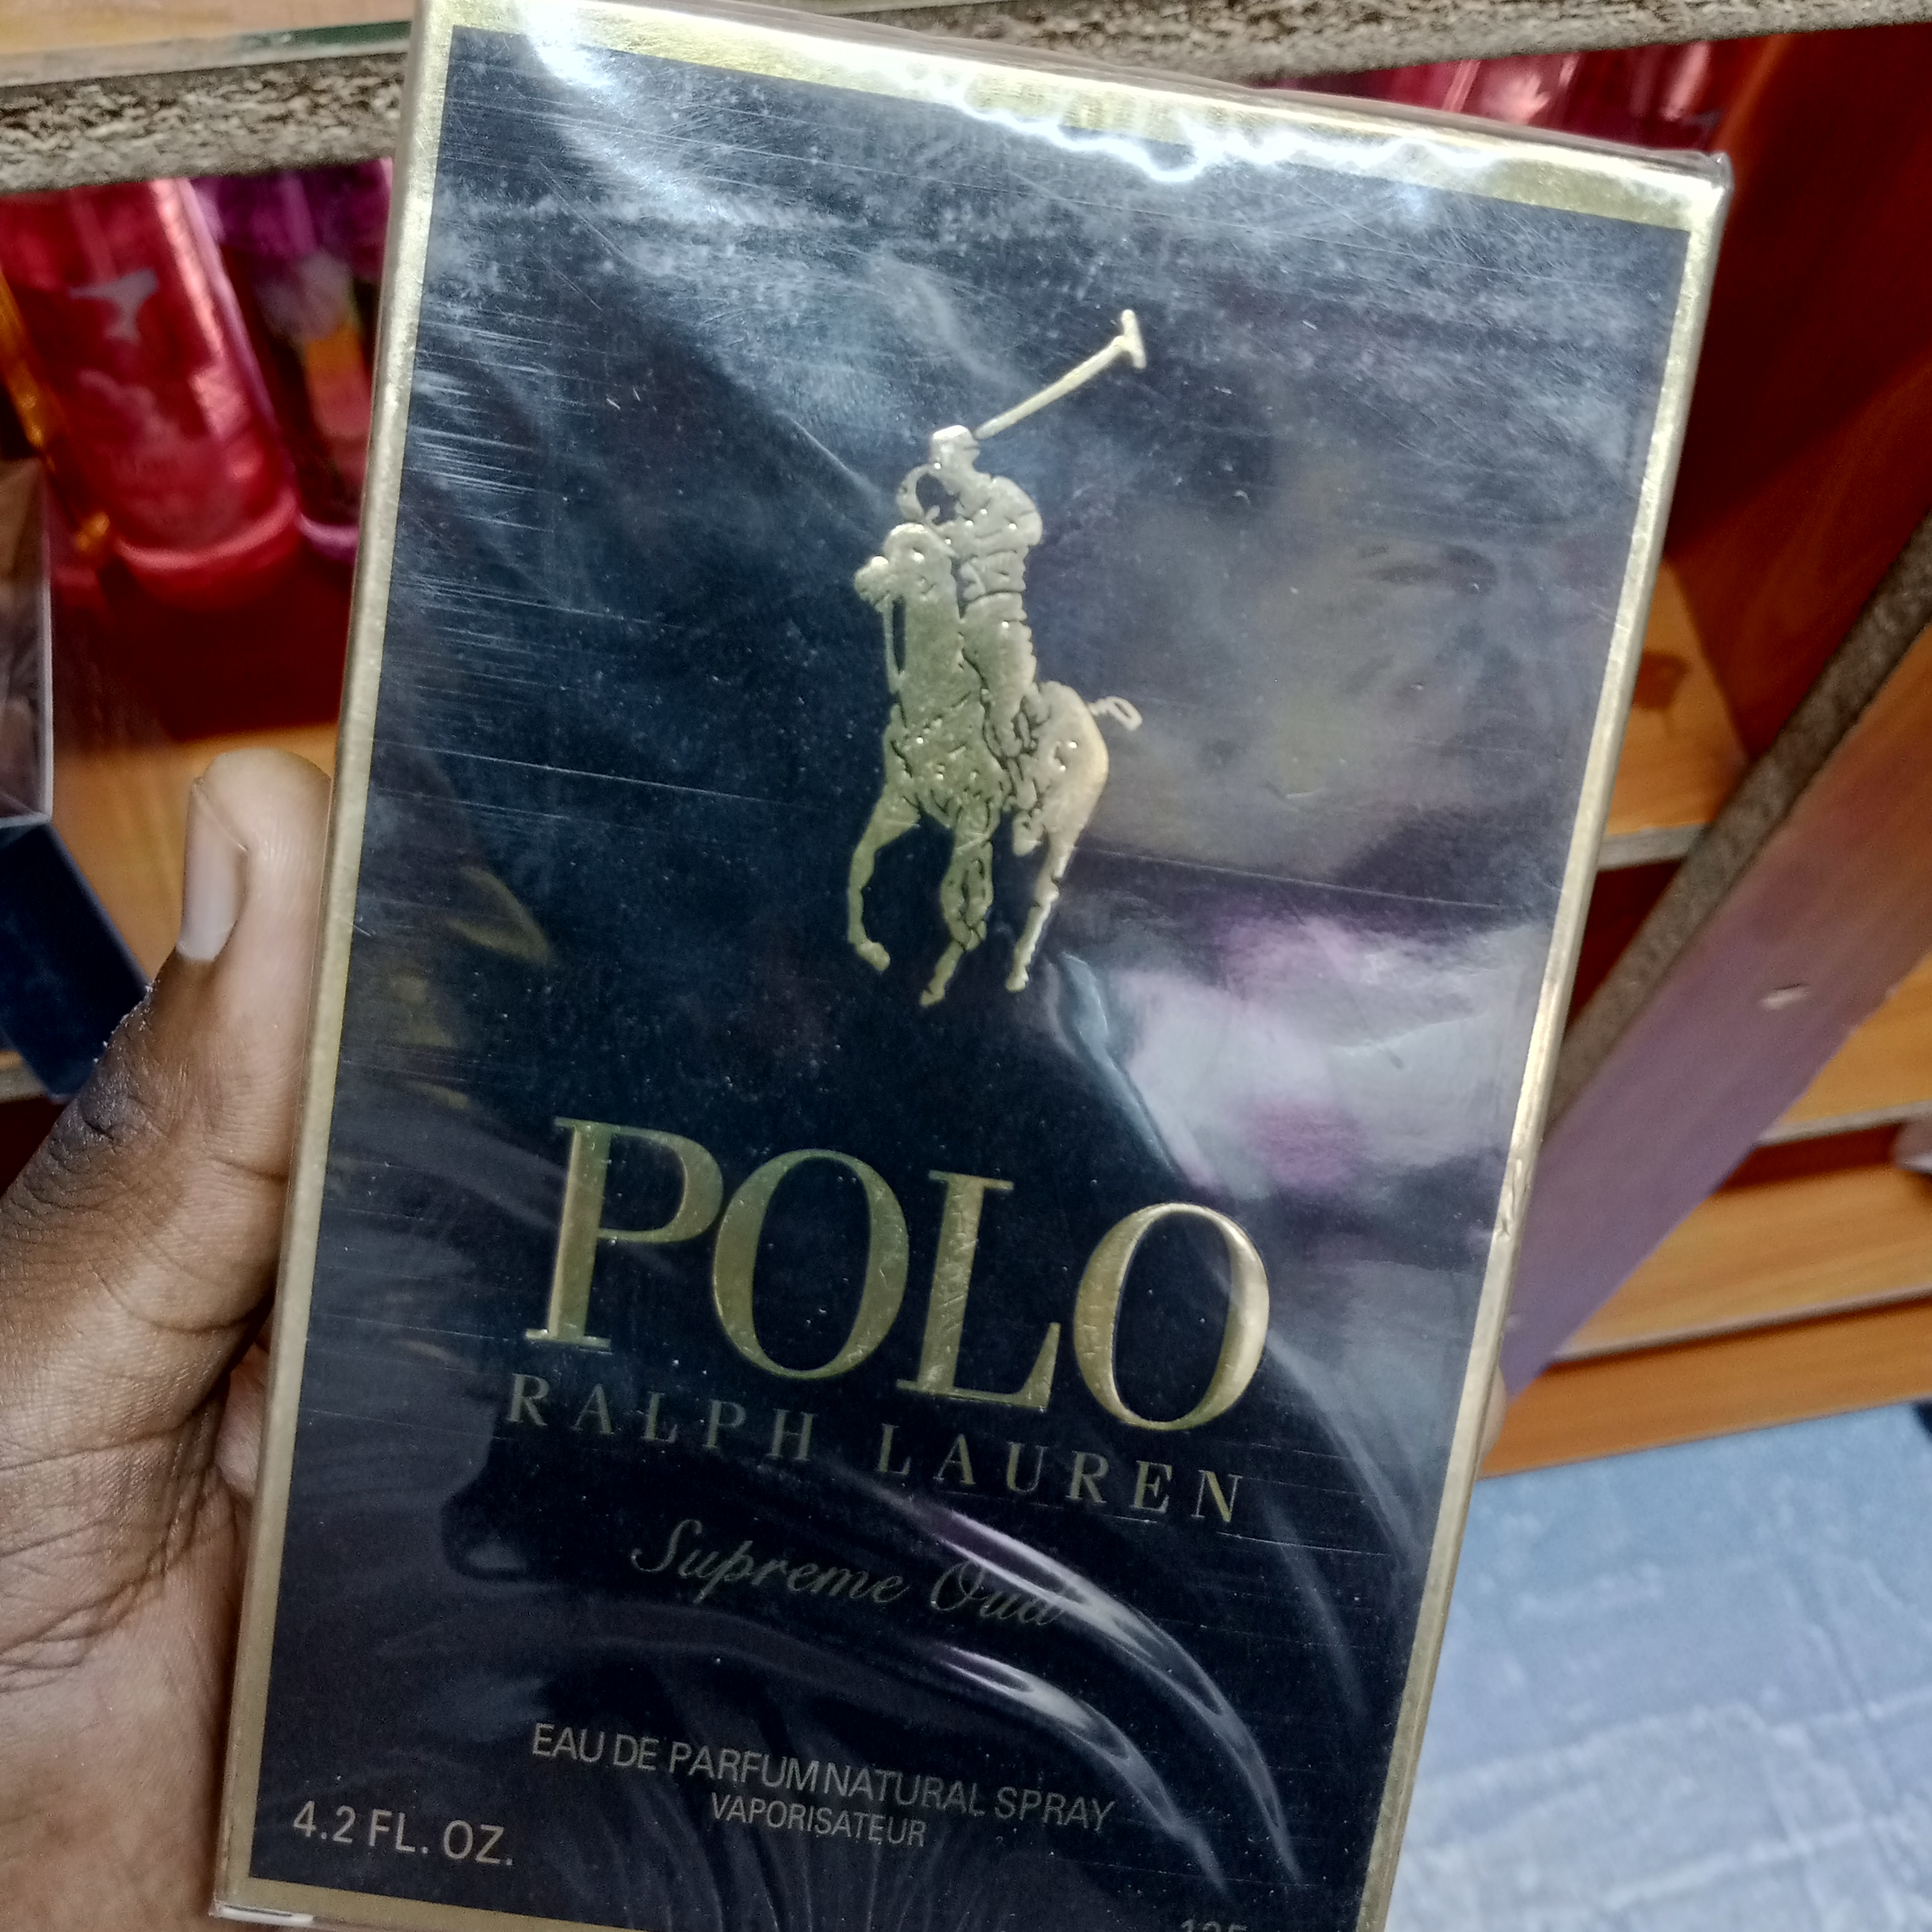 POLO
RALPH LAUREN
Supreme Oud
EAU DE PARFUM NATURAL SPRAY
VAPORISATEUR
4.2 FL. OZ.